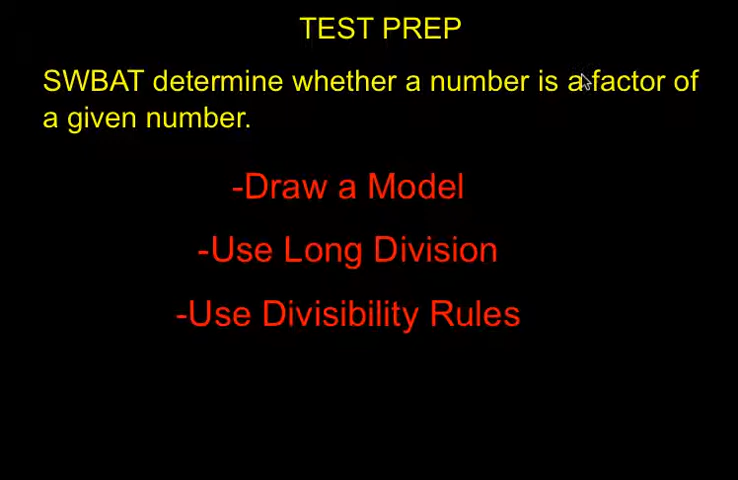 TEST PREP
SWBAT determine whether a number is a factor of
a given number.
-Draw a Model
-Use Long Division
-Use Divisibility Rules